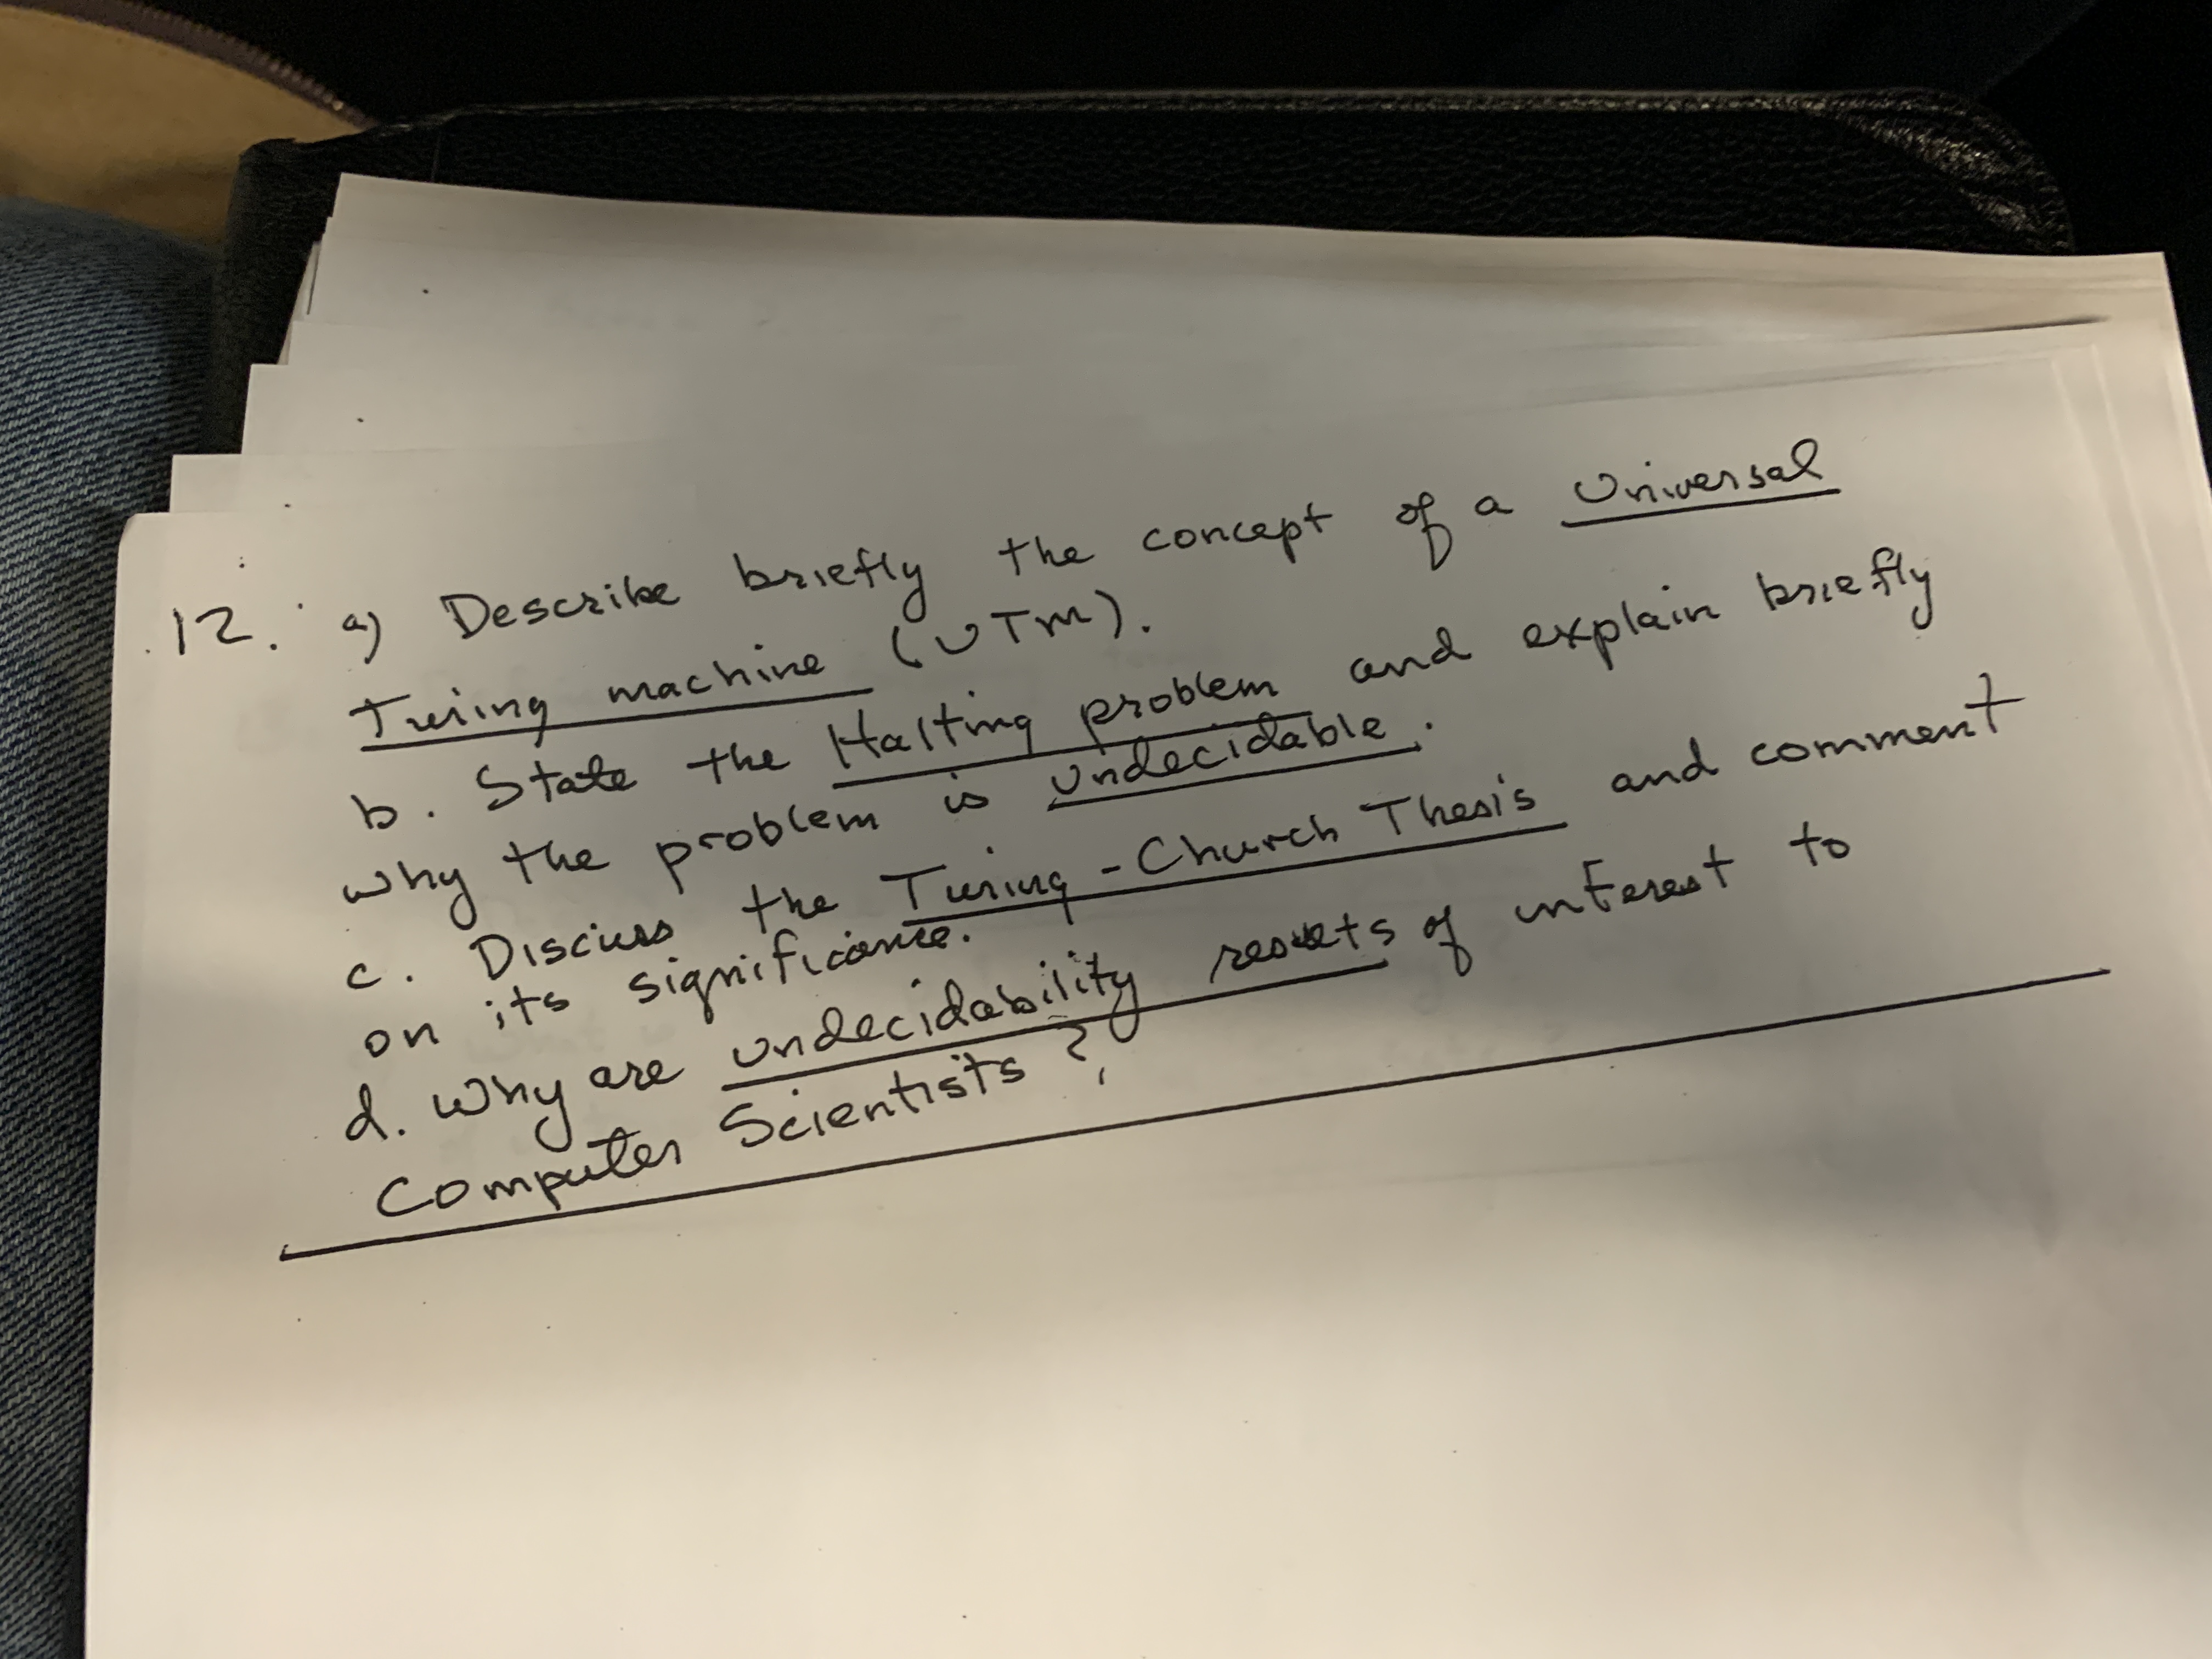 12. a) Describe briefly the concept of a Universal
Turing machine (UTM).
b. State the Halting problem and explain briefly
why the problem is undecidable.
c. Discuss the Turing-Church Thesis and comment
on its significance.
d. Why are undecidability results of interest to
Computer Scientists?